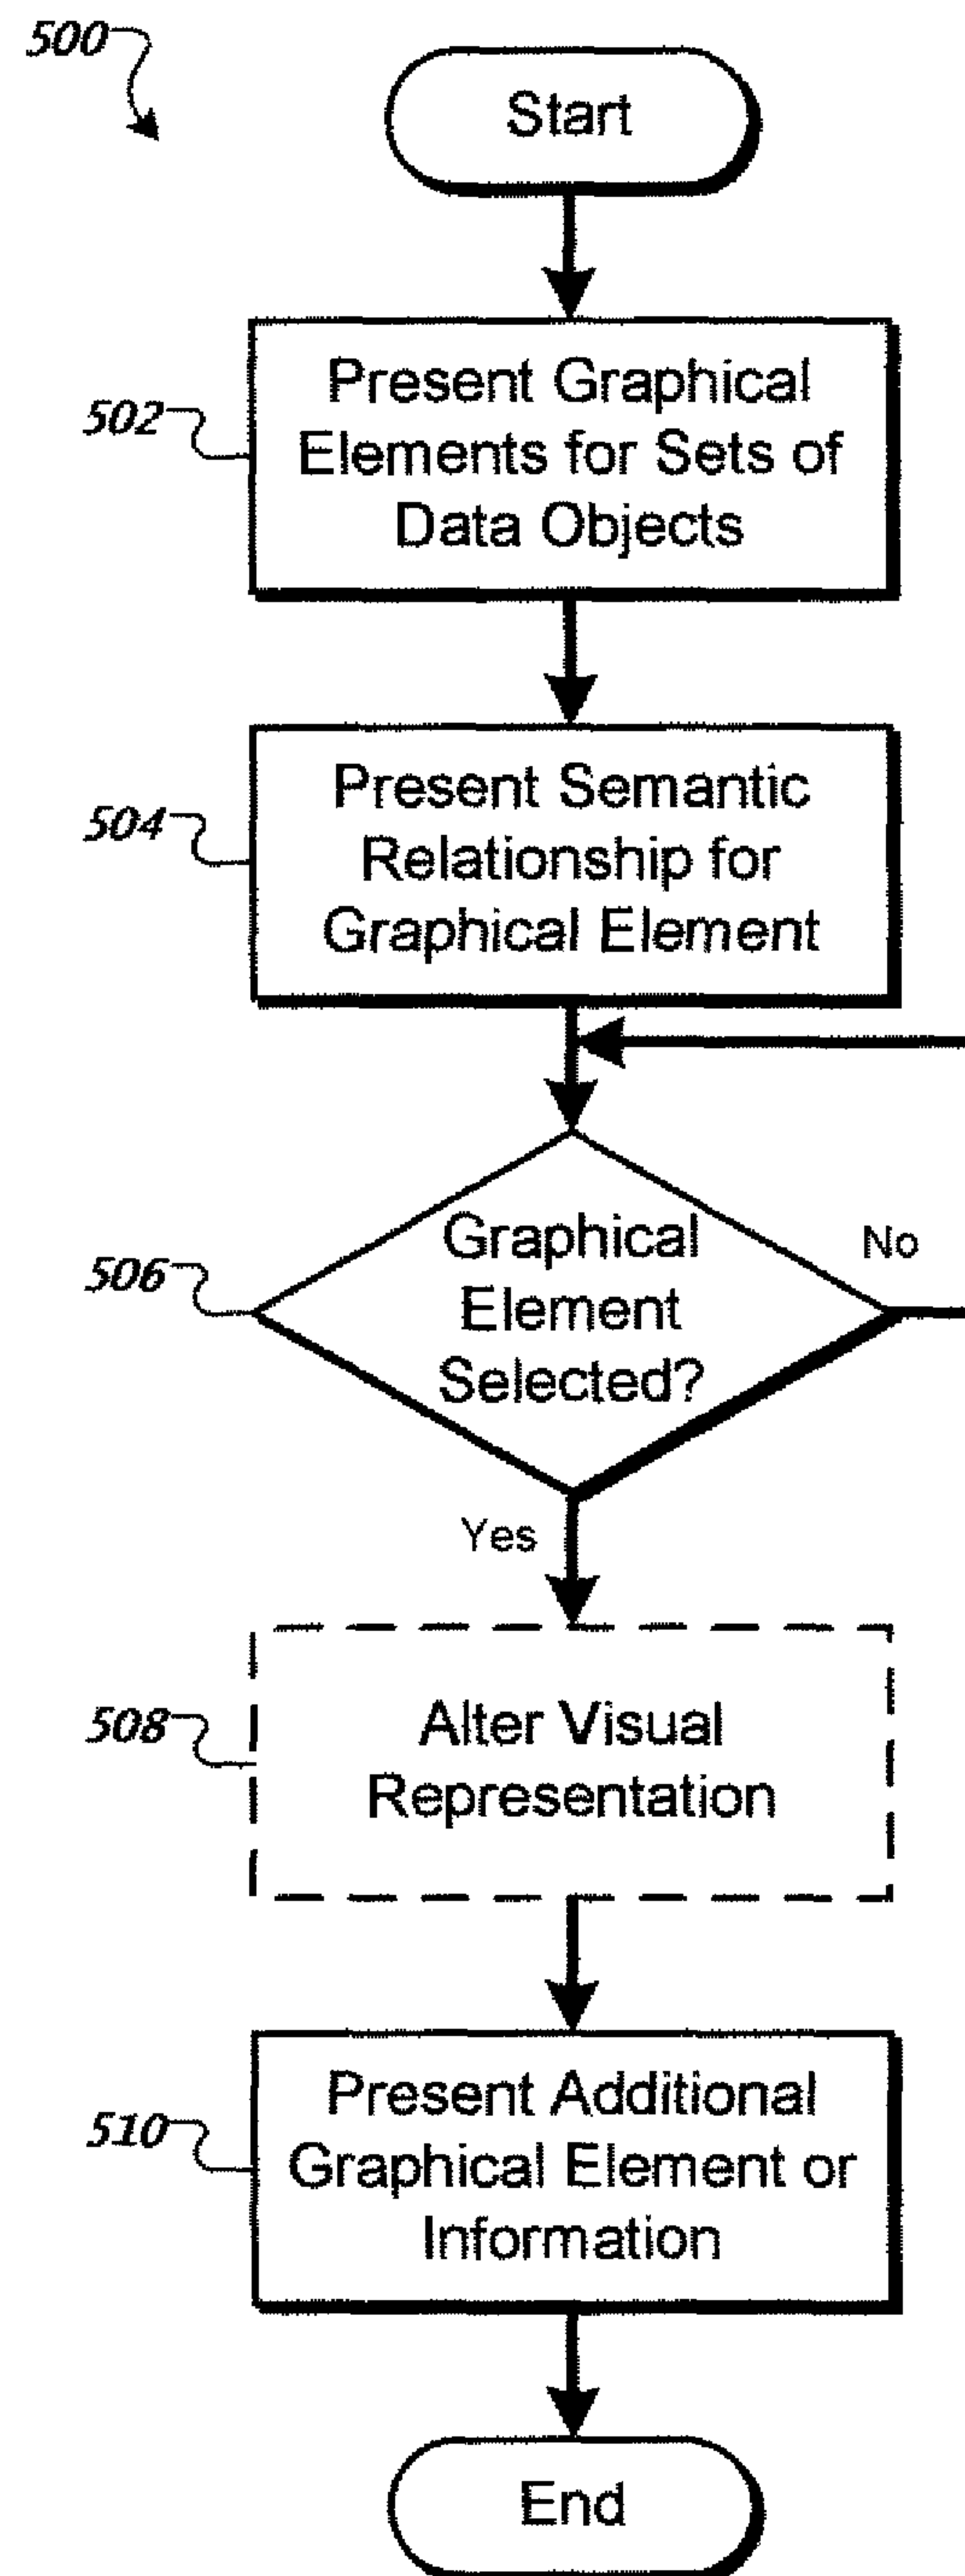 500
Start
502
Present Graphical
Elements for Sets of
Data Objects
504
Present Semantic
Relationship for
Graphical Element
506
Graphical
Element
Selected?
No
Yes
508
Alter Visual
Representation
510
Present Additional
Graphical Element or
Information
End